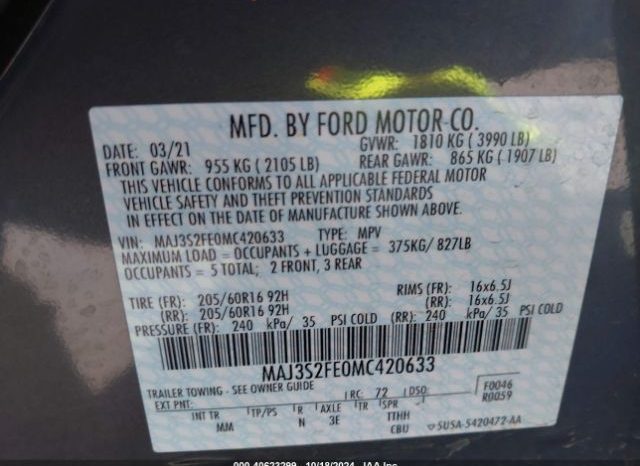 MFD. BY FORD MOTOR CO.
DATE: 03/21 GVWR: 1810 KG ( 3990 LB)
FRONT GAWR: 955 KG ( 2105 LB) REAR GAWR: 865 KG ( 1907 LB)
THIS VEHICLE CONFORMS TO ALL APPLICABLE FEDERAL MOTOR
VEHICLE SAFETY AND THEFT PREVENTION STANDARDS
IN EFFECT ON THE DATE OF MANUFACTURE SHOWN ABOVE.
VIN: MAJ3S2FE0MC420633 TYPE: MPV
MAXIMUM LOAD = OCCUPANTS + LUGGAGE = 375KG/ 827LB
OCCUPANTS = 5 TOTAL; 2 FRONT, 3 REAR
TIRE (FR): 205/60R16 92H RIMS (FR): 16x6.5J
(RR): 205/60R16 92H (RR): 16x6.5J
PRESSURE (FR): 240 kPa/ 35 PSI COLD (RR): 240 kPa/ 35 PSI COLD
MAJ3S2FE0MC420633
TRAILER TOWING - SEE OWNER GUIDE
EXT PNT: RC: 72 DSO: F0046
R0059
INT TR TP/PS R AXLE TR SPR
MM N 3E TTHH
CBU 5U5A-5420472-AA
000-40623299 10/18/2024 IAA Inc.